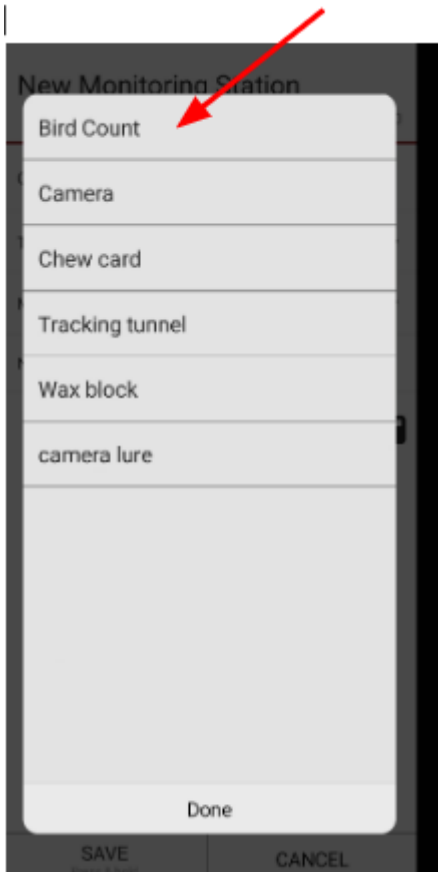 New Monitoring Station
Bird Count
Camera
Chew card
Tracking tunnel
Wax block
camera lure
Done
SAVE
CANCEL